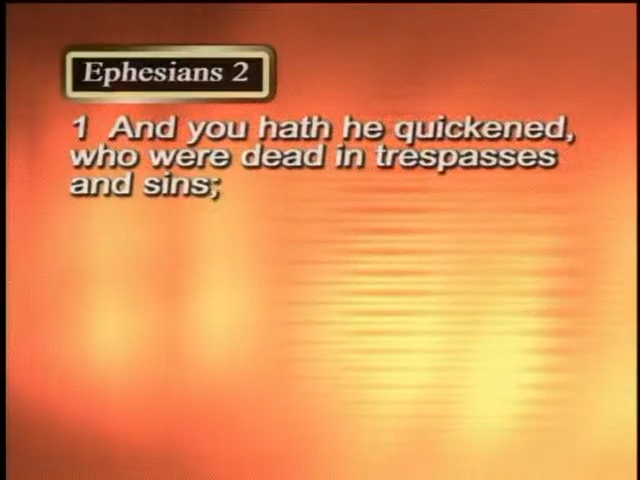 Ephesians 2
1 And you hath he quickened,
who were dead in trespasses
and sins;